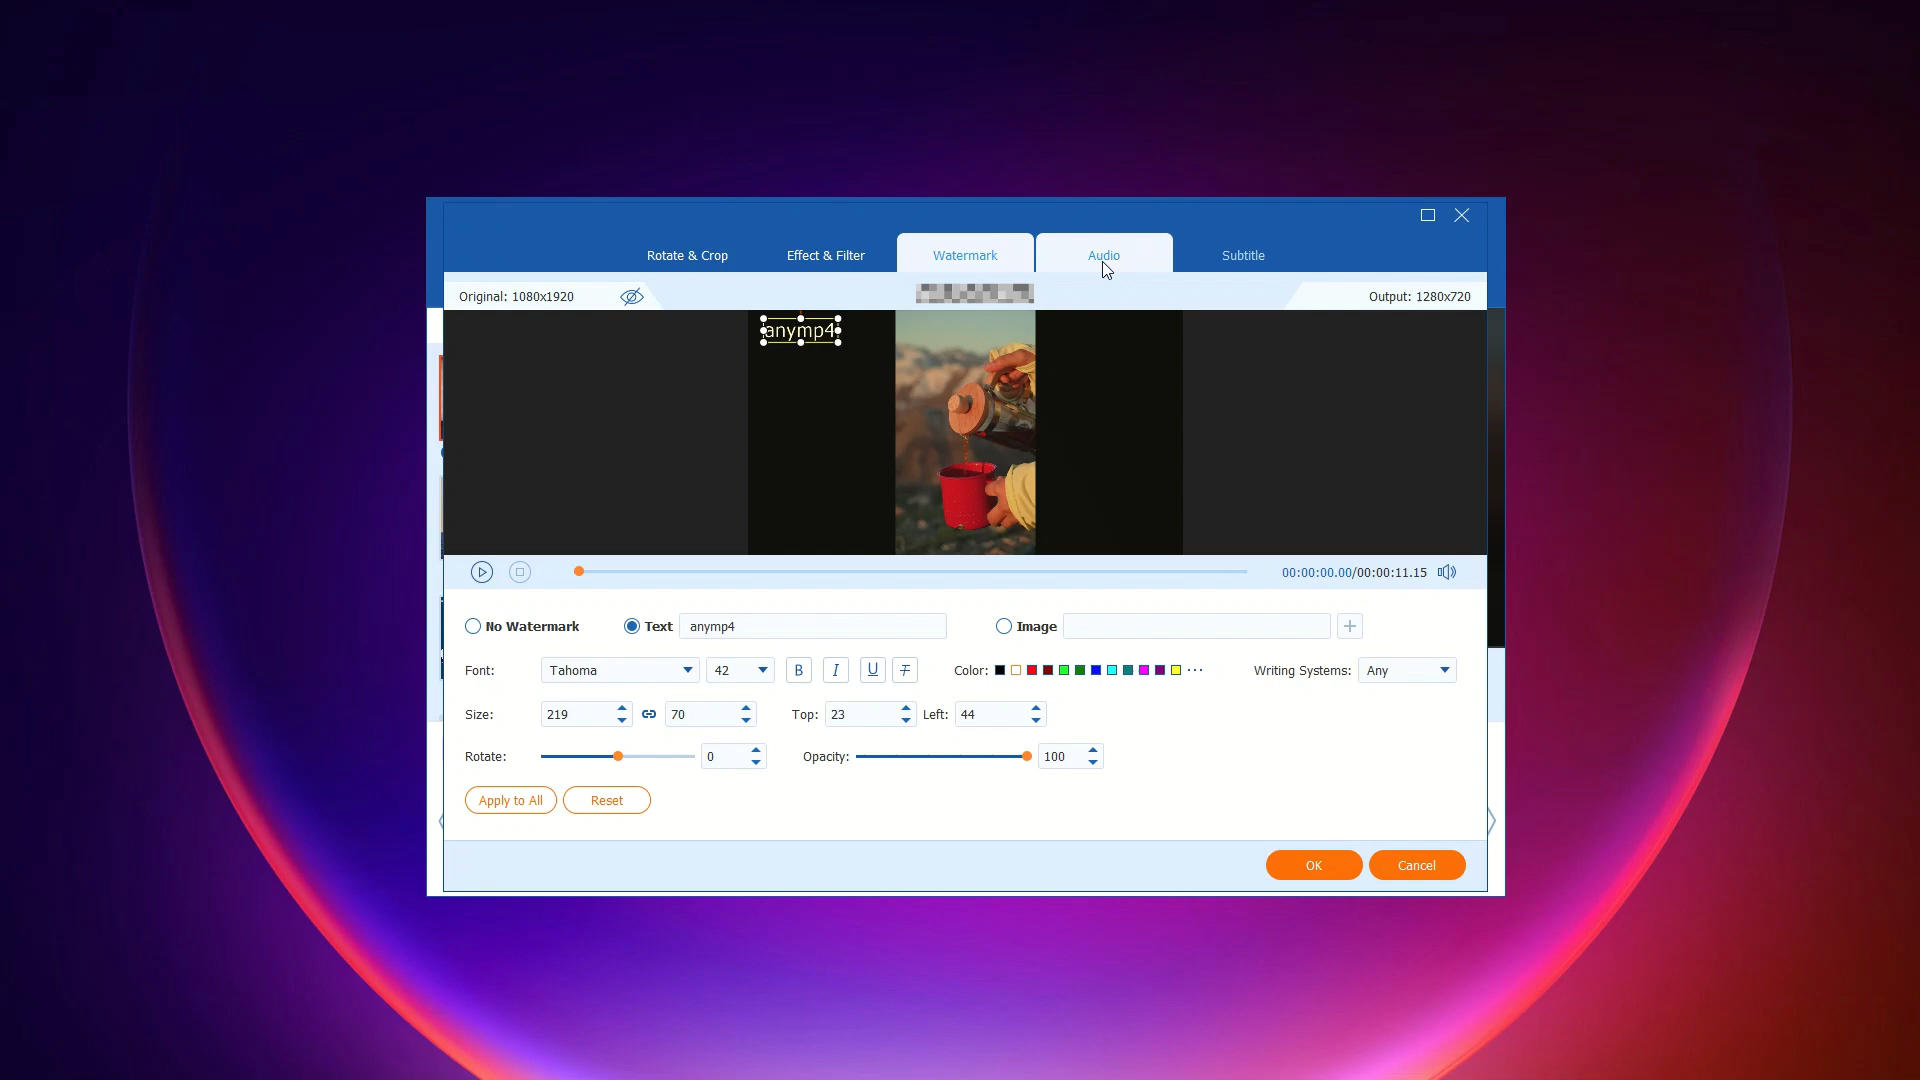 Rotate & Crop Effect & Filter Watermark Audio Subtitle
Original: 1080x1920 Output: 1280x720
anymp4
00:00:00.00/00:00:11.15
No Watermark Text anymp4 Image
Font: Tahoma 42 B I U T Color: ... Writing Systems: Any
Size: 219 70 Top: 23 Left: 44
Rotate: 0 Opacity: 100
Apply to All Reset
OK Cancel